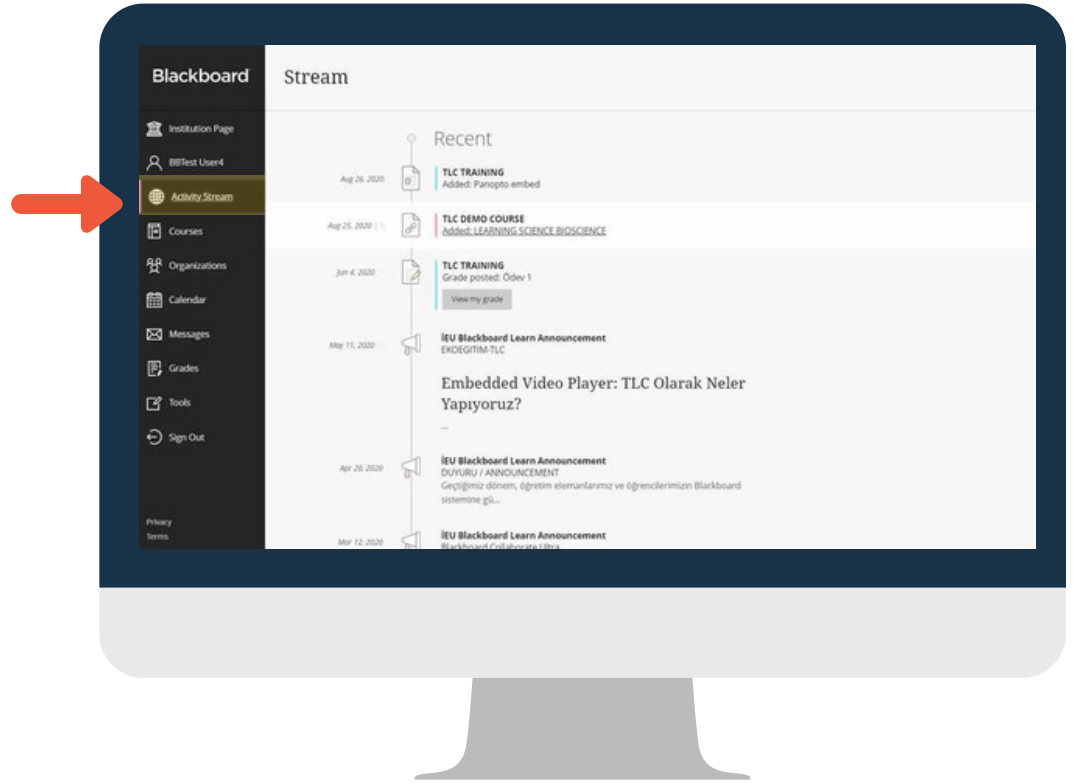 Blackboard
Institution Page
BBTest User4
Activity Stream
Courses
Organizations
Calendar
Messages
Grades
Tools
Sign Out
Privacy
Terms
Stream
Recent
Aug 26, 2020
TLC TRAINING
Added: Panopto embed
Aug 25, 2020
TLC DEMO COURSE
Added: LEARNING SCIENCE BIOSCIENCE
Jun 4, 2020
TLC TRAINING
Grade posted: Ödev 1
View my grade
May 11, 2020
İEU Blackboard Learn Announcement
EKOEGITIM-TLC
Embedded Video Player: TLC Olarak Neler
Yapıyoruz?
...
Apr 20, 2020
İEU Blackboard Learn Announcement
DUYURU / ANNOUNCEMENT
Geçtiğimiz dönem, öğretim elemanlarımız ve öğrencilerimizin Blackboard
sistemine gü...
Mar 12, 2020
İEU Blackboard Learn Announcement
Blackboard Collaborate Ultra